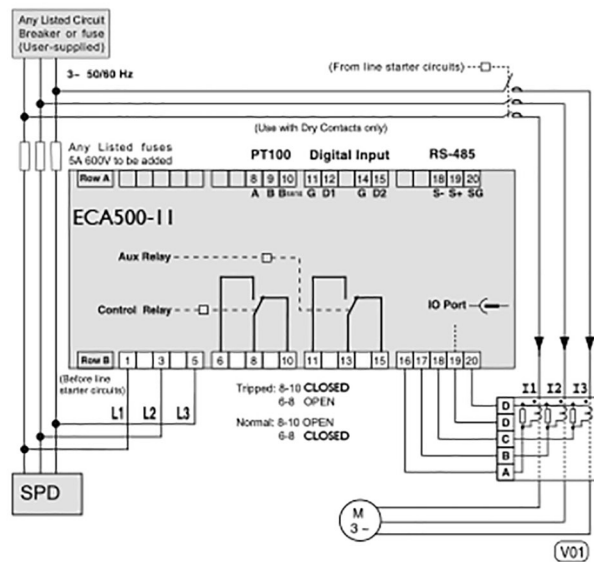 Any Listed Circuit
Breaker or fuse
(User-supplied)
3~ 50/60 Hz
(From line starter circuits)
(Use with Dry Contacts only)
Any Listed fuses
5A 600V to be added
PT100 Digital Input RS-485
Row A 8 9 10 11 12 14 15 18 19 20
A B B G D1 G D2 S- S+ SG
ECA500-11
Aux Relay
Control Relay
IO Port
Row B 1 3 5 6 8 10 11 13 15 16 17 18 19 20
(Before line
starter circuits)
L1 L2 L3
Tripped: 8-10 CLOSED
6-8 OPEN
Normal: 8-10 OPEN
6-8 CLOSED
I1 I2 I3
D
D
C
B
A
SPD
M
3~
V01